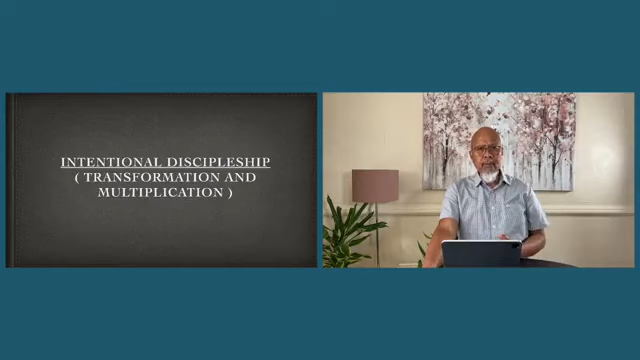 INTENTIONAL DISCIPLESHIP
( TRANSFORMATION AND
MULTIPLICATION )